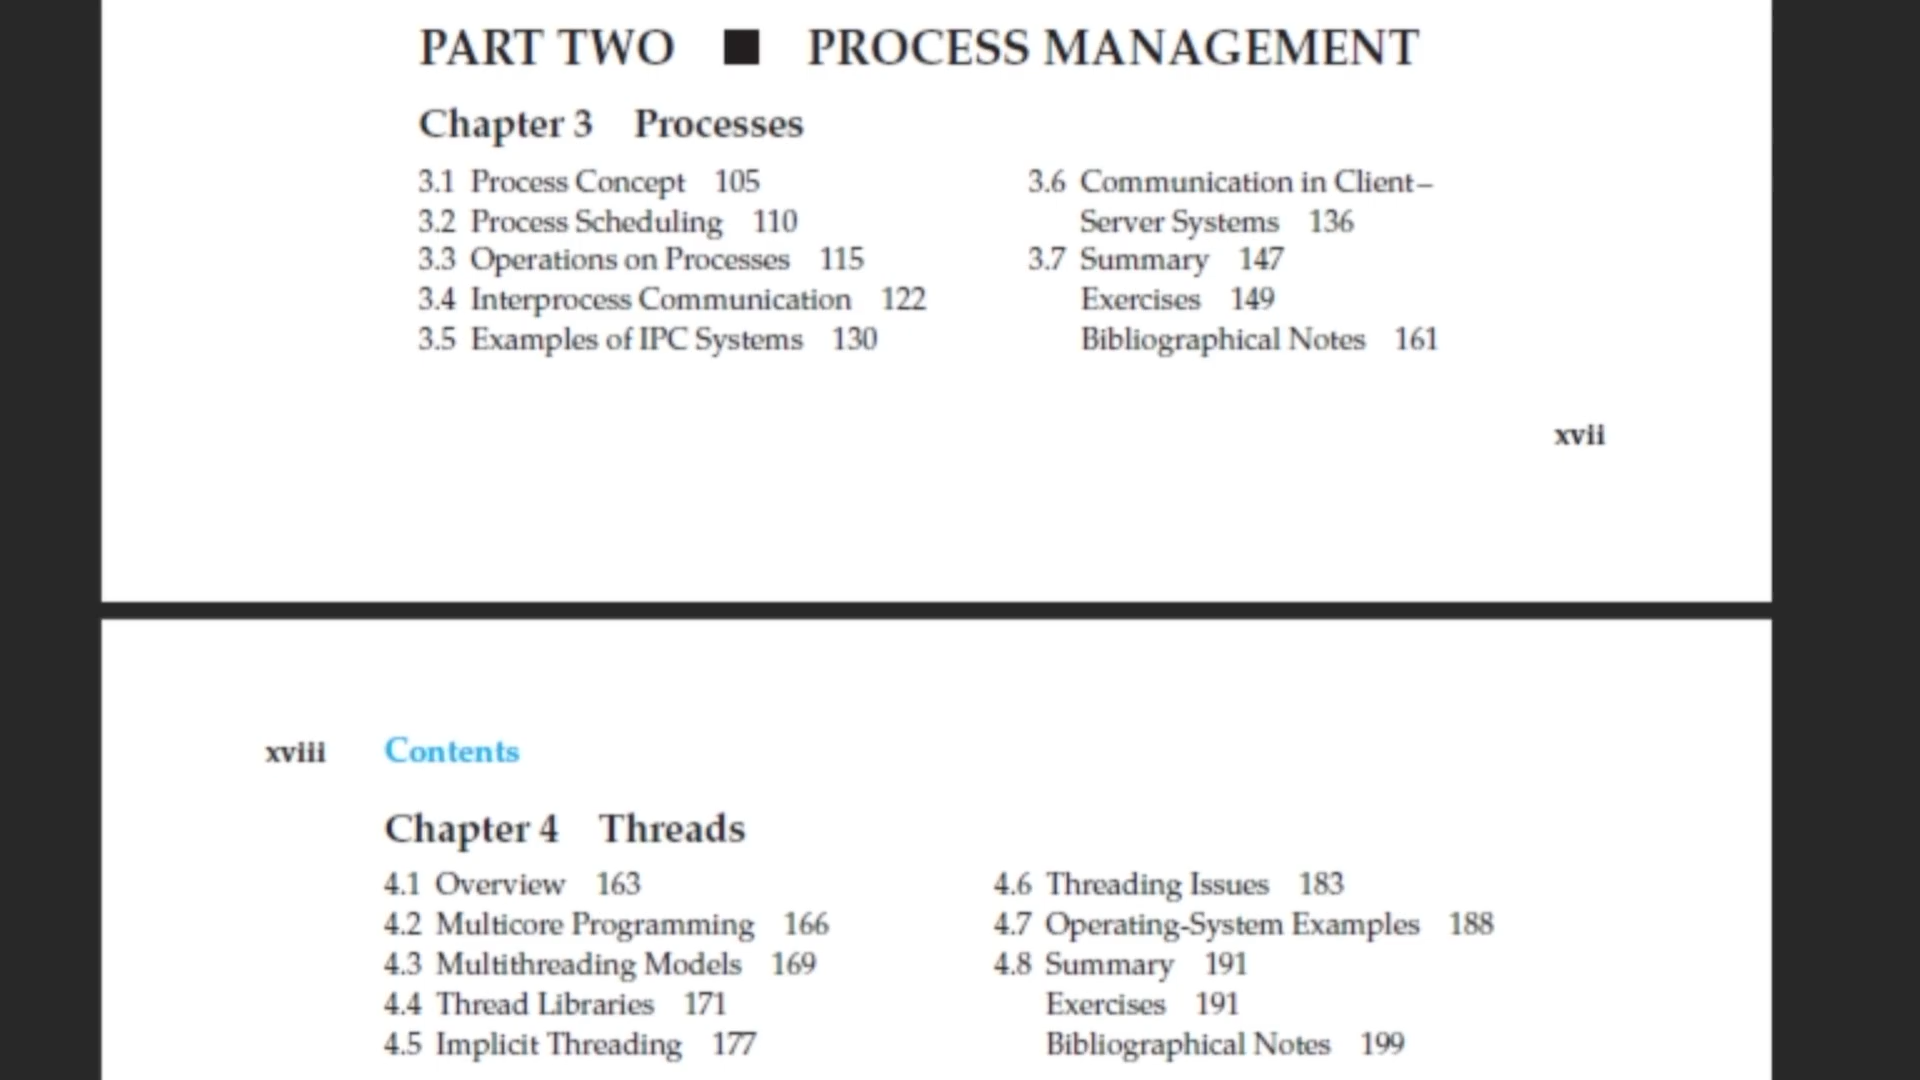 PART TWO ■ PROCESS MANAGEMENT
Chapter 3 Processes
3.1 Process Concept 105
3.2 Process Scheduling 110
3.3 Operations on Processes 115
3.4 Interprocess Communication 122
3.5 Examples of IPC Systems 130
3.6 Communication in Client–
Server Systems 136
3.7 Summary 147
Exercises 149
Bibliographical Notes 161
xvii
xviii Contents
Chapter 4 Threads
4.1 Overview 163
4.2 Multicore Programming 166
4.3 Multithreading Models 169
4.4 Thread Libraries 171
4.5 Implicit Threading 177
4.6 Threading Issues 183
4.7 Operating-System Examples 188
4.8 Summary 191
Exercises 191
Bibliographical Notes 199